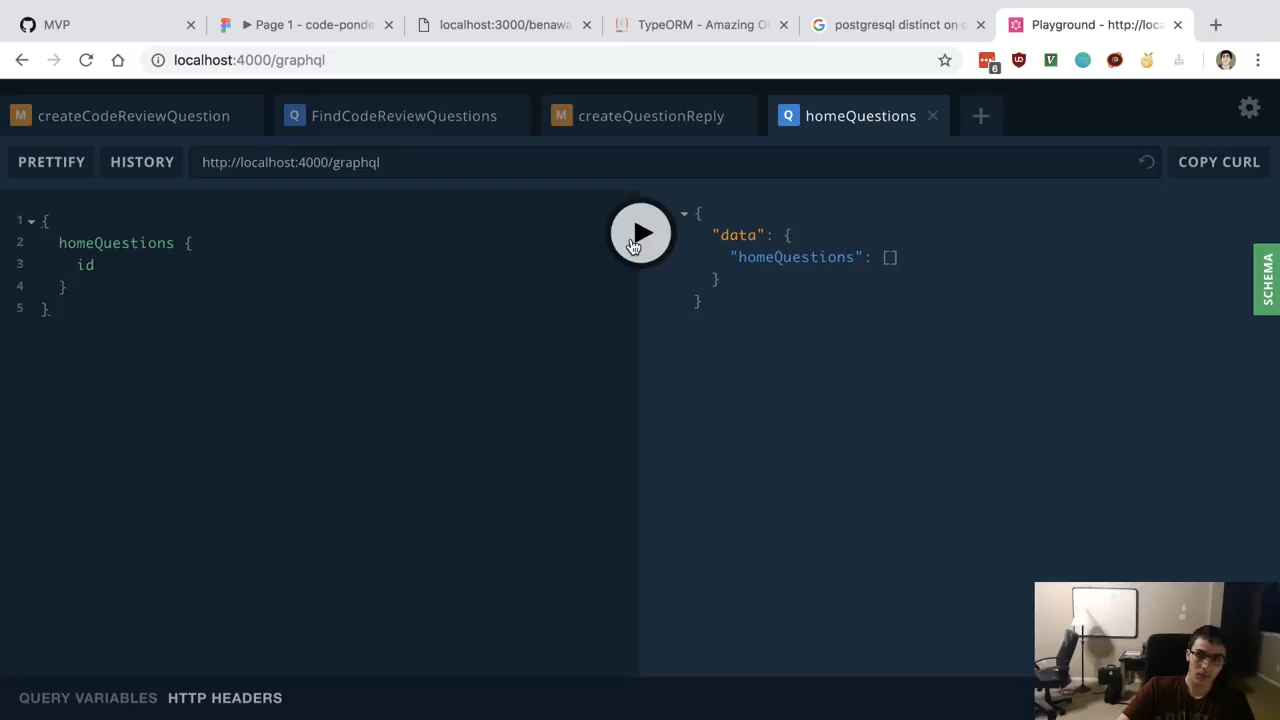 MVP
Page 1 - code-ponde
localhost:3000/benawa
TypeORM - Amazing O
postgresql distinct on c
Playground - http://loca
localhost:4000/graphql
6
createCodeReviewQuestion
FindCodeReviewQuestions
createQuestionReply
homeQuestions
M
Q
M
Q
PRETTIFY
HISTORY
http://localhost:4000/graphql
COPY CURL
1 {
2 homeQuestions {
3 id
4 }
5 }
{
"data": {
"homeQuestions": []
}
}
SCHEMA
QUERY VARIABLES
HTTP HEADERS